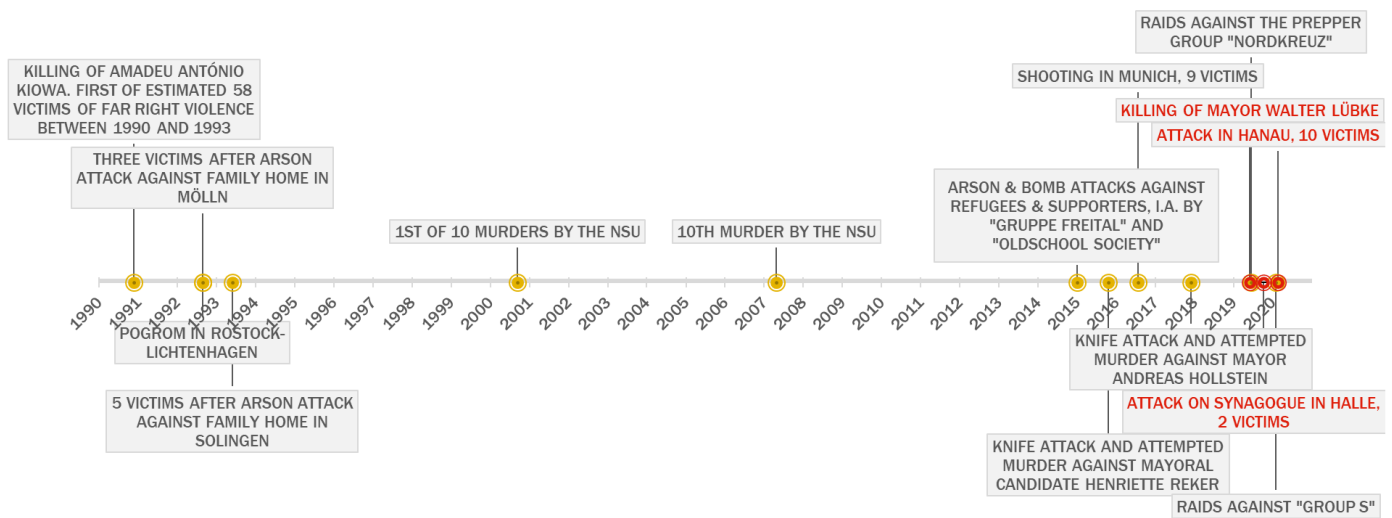 RAIDS AGAINST THE PREPPER
GROUP "NORDKREUZ"
KILLING OF AMADEU ANTÓNIO
KIOWA. FIRST OF ESTIMATED 58
VICTIMS OF FAR RIGHT VIOLENCE
BETWEEN 1990 AND 1993
SHOOTING IN MUNICH, 9 VICTIMS
KILLING OF MAYOR WALTER LÜBKE
ATTACK IN HANAU, 10 VICTIMS
THREE VICTIMS AFTER ARSON
ATTACK AGAINST FAMILY HOME IN
MÖLLN
ARSON & BOMB ATTACKS AGAINST
REFUGEES & SUPPORTERS, I.A. BY
"GRUPPE FREITAL" AND
"OLDSCHOOL SOCIETY"
1ST OF 10 MURDERS BY THE NSU
10TH MURDER BY THE NSU
1990
1991
1992
1993
1994
1995
1996
1997
1998
1999
2000
2001
2002
2003
2004
2005
2006
2007
2008
2009
2010
2011
2012
2013
2014
2015
2016
2017
2018
2019
2020
POGROM IN ROSTOCK-
LICHTENHAGEN
KNIFE ATTACK AND ATTEMPTED
MURDER AGAINST MAYOR
ANDREAS HOLLSTEIN
5 VICTIMS AFTER ARSON ATTACK
AGAINST FAMILY HOME IN
SOLINGEN
ATTACK ON SYNAGOGUE IN HALLE,
2 VICTIMS
KNIFE ATTACK AND ATTEMPTED
MURDER AGAINST MAYORAL
CANDIDATE HENRIETTE REKER
RAIDS AGAINST "GROUP S"